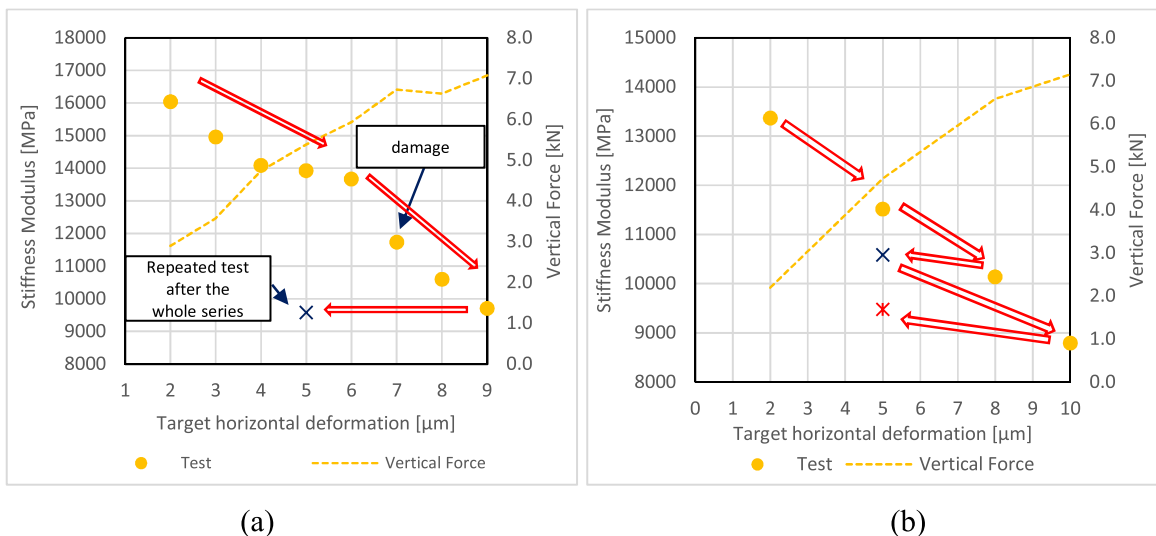 18000
17000
16000
15000
14000
13000
12000
11000
10000
9000
8000
Stiffness Modulus [MPa]
8.0
7.0
6.0
5.0
4.0
3.0
2.0
1.0
0.0
Vertical Force [kN]
damage
Repeated test
after the
whole series
1 2 3 4 5 6 7 8 9
Target horizontal deformation [µm]
Test Vertical Force
(a)
15000
14000
13000
12000
11000
10000
9000
8000
Stiffness Modulus [MPa]
8.0
7.0
6.0
5.0
4.0
3.0
2.0
1.0
0.0
Vertical Force [kN]
0 1 2 3 4 5 6 7 8 9 10
Target horizontal deformation [µm]
Test Vertical Force
(b)